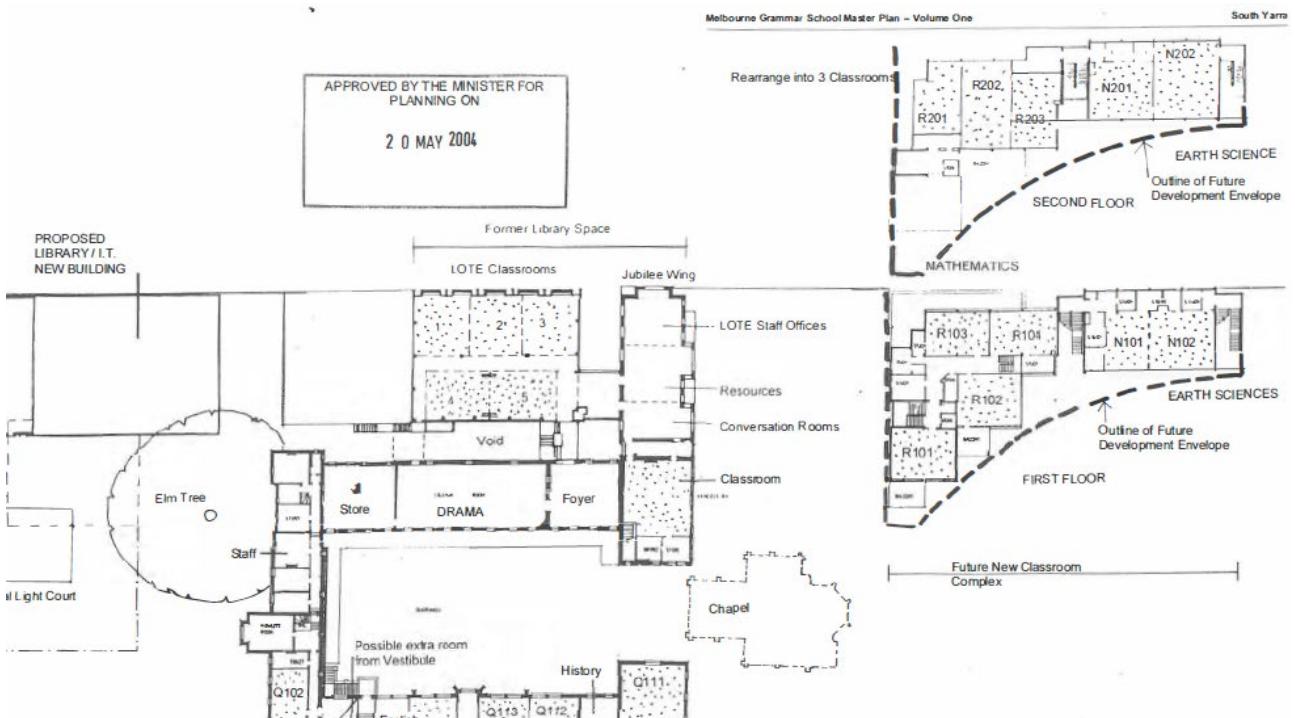 Melbourne Grammar School Master Plan – Volume One
South Yarra
APPROVED BY THE MINISTER FOR
PLANNING ON
20 MAY 2004
Rearrange into 3 Classrooms
R201
R202
R203
N201
N202
EARTH SCIENCE
Outline of Future
Development Envelope
SECOND FLOOR
MATHEMATICS
PROPOSED
LIBRARY / I.T.
NEW BUILDING
Former Library Space
LOTE Classrooms
Jubilee Wing
1
2
3
4
5
LOTE Staff Offices
Resources
Conversation Rooms
Classroom
Void
Elm Tree
Store
DRAMA
Foyer
Staff
al Light Court
Possible extra room
from Vestibule
History
Chapel
Q102
Q113
Q112
Q111
English
R103
R104
N101
N102
STUDY
R102
R101
BALCONY
EARTH SCIENCES
Outline of Future
Development Envelope
FIRST FLOOR
Future New Classroom
Complex